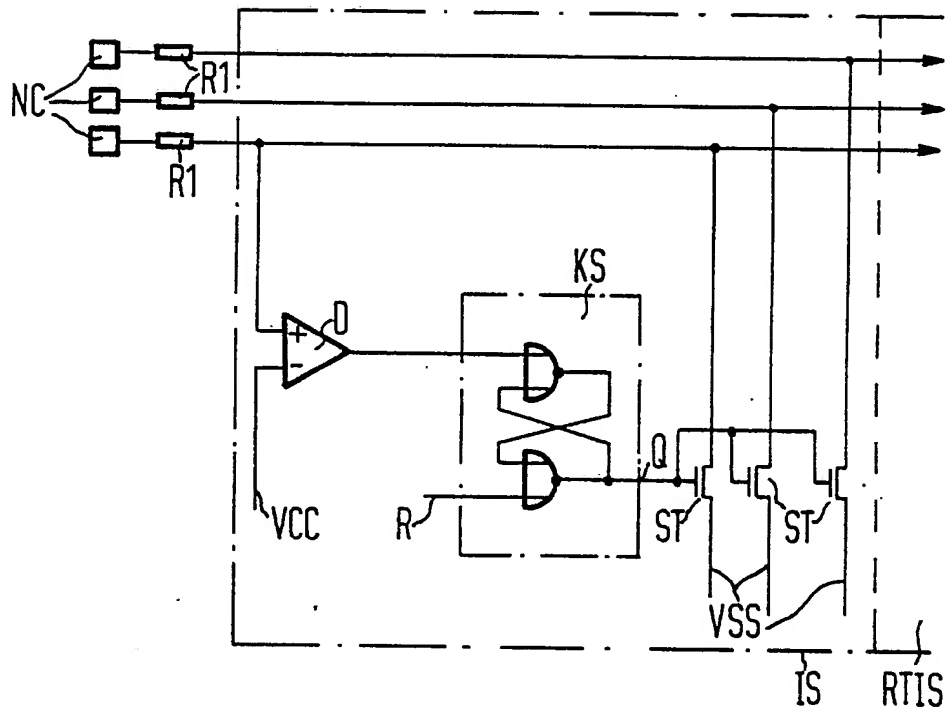 NC
R1
R1
KS
+
D
-
VCC
R
Q
ST
ST
VSS
IS
RTIS